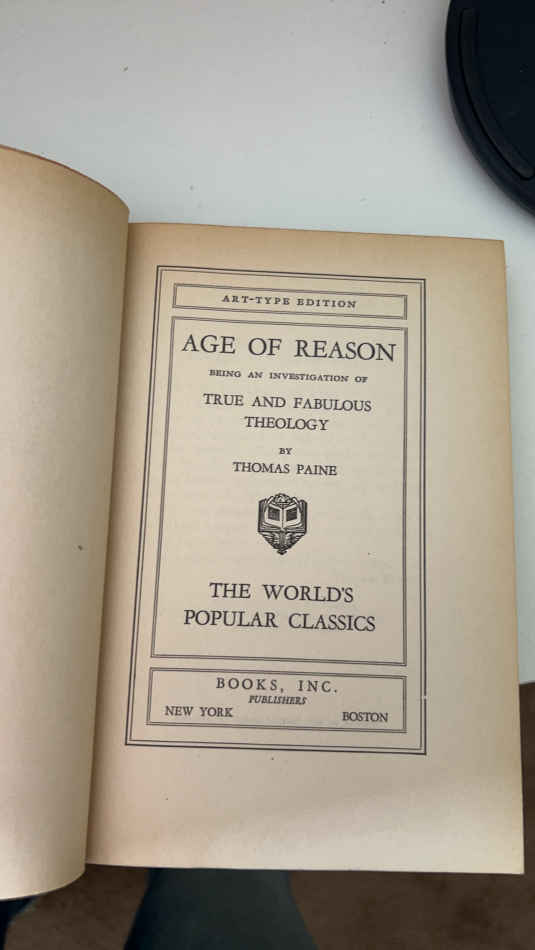 ART-TYPE EDITION
AGE OF REASON
BEING AN INVESTIGATION OF
TRUE AND FABULOUS
THEOLOGY
BY
THOMAS PAINE
THE WORLD'S
POPULAR CLASSICS
BOOKS, INC.
PUBLISHERS
NEW YORK BOSTON